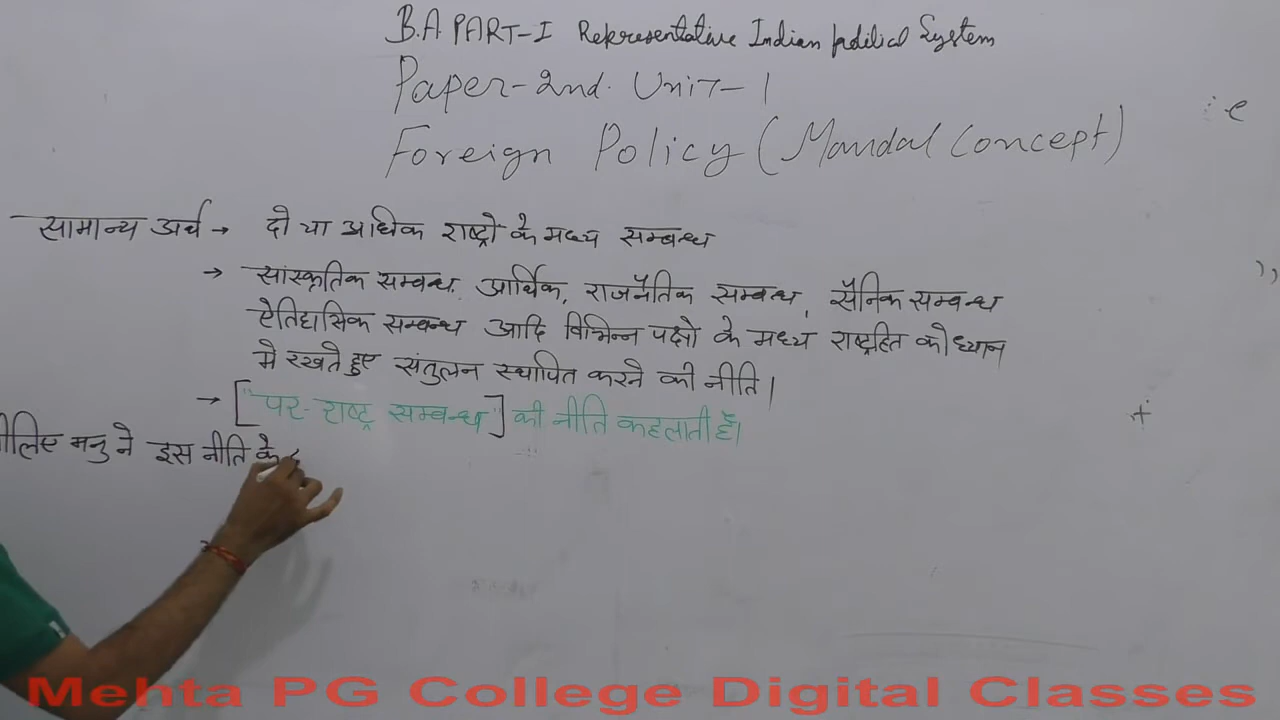 B.A PART-I Representative Indian political System
Paper-2nd. Unit-1
Foreign Policy (Mandal Concept)
सामान्य अर्थ → दो या अधिक राष्ट्रों के मध्य सम्बन्ध
→ सांस्कृतिक सम्बन्ध, आर्थिक, राजनैतिक सम्बन्ध, सैनिक सम्बन्ध
ऐतिहासिक सम्बन्ध आदि विभिन्न पक्षो के मध्य राष्ट्रहित को ध्यान
मे रखते हुए संतुलन स्थापित करने की नीति।
→ ["पर-राष्ट्र सम्बन्ध"] की नीति कहलाती है।
मनु ने इस नीति के
Mehta PG College Digital Classes